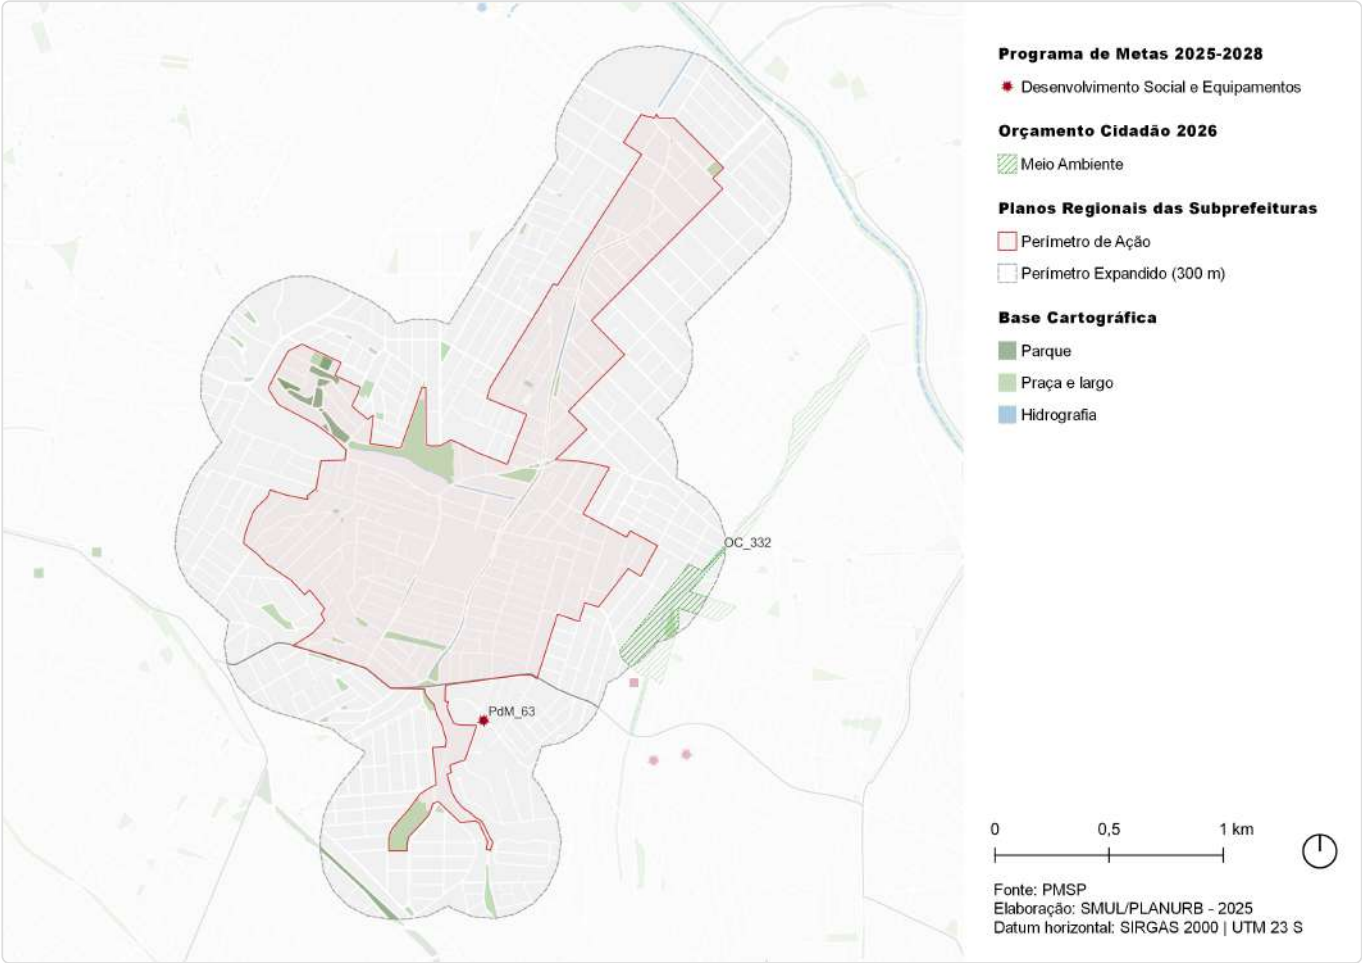 Programa de Metas 2025-2028
Desenvolvimento Social e Equipamentos
Orçamento Cidadão 2026
Meio Ambiente
Planos Regionais das Subprefeituras
Perímetro de Ação
Perímetro Expandido (300 m)
Base Cartográfica
Parque
Praça e largo
Hidrografia
OC_332
PdM_63
0 0,5 1 km
Fonte: PMSP
Elaboração: SMUL/PLANURB - 2025
Datum horizontal: SIRGAS 2000 | UTM 23 S